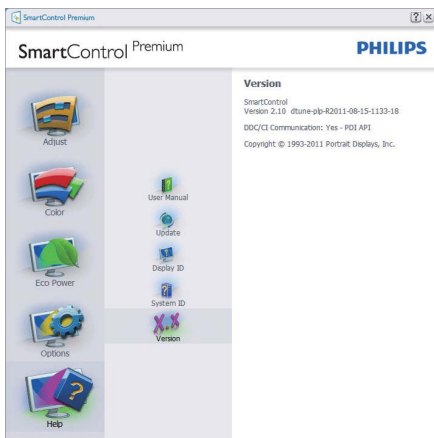 SmartControl Premium
SmartControl Premium
PHILIPS
Adjust
Color
Eco Power
Options
Help
User Manual
Update
Display ID
System ID
Version
Version
SmartControl
Version 2.10 dtune-plp-R2011-08-15-1133-18
DDC/CI Communication: Yes - PDI API
Copyright © 1993-2011 Portrait Displays, Inc.